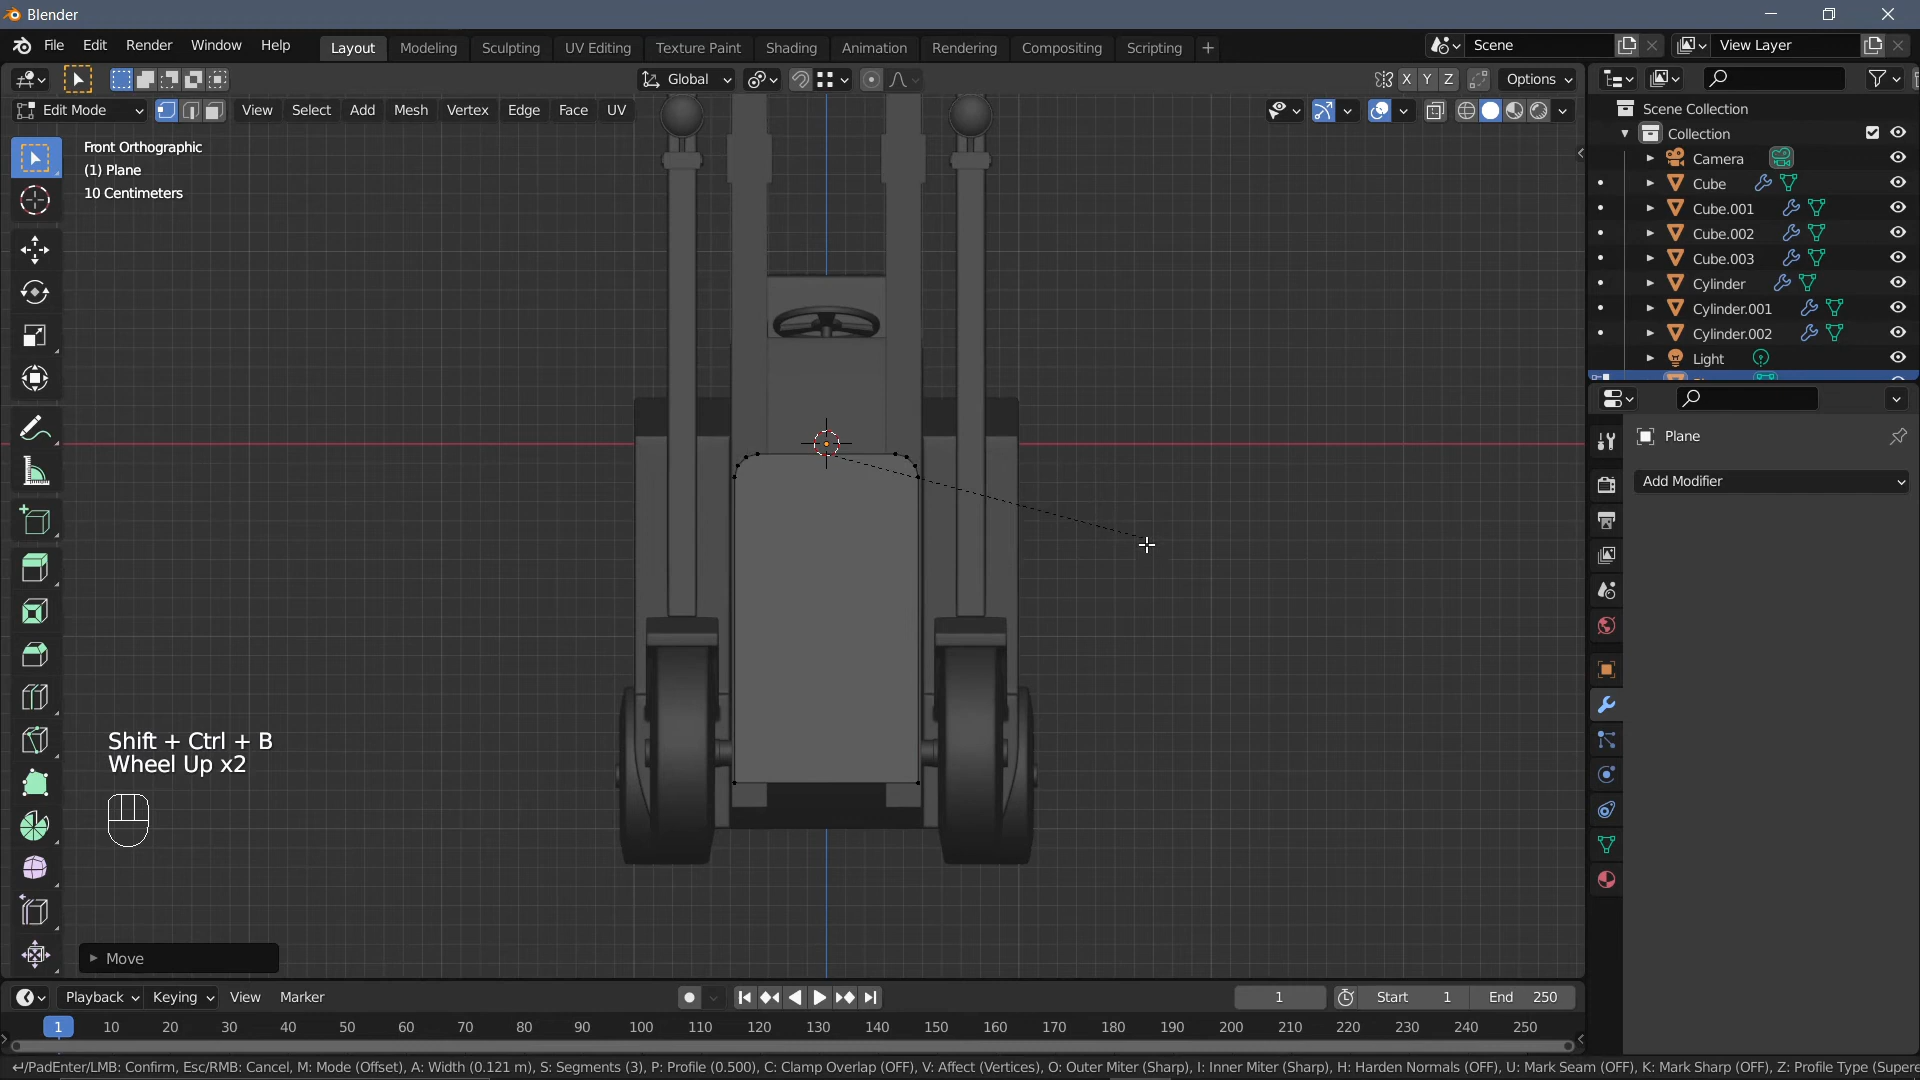 Blender
File Edit Render Window Help Layout Modeling Sculpting UV Editing Texture Paint Shading Animation Rendering Compositing Scripting + Scene View Layer
Global X Y Z Options
Edit Mode View Select Add Mesh Vertex Edge Face UV
Front Orthographic
(1) Plane
10 Centimeters
Scene Collection
Collection
Camera
Cube
Cube.001
Cube.002
Cube.003
Cylinder
Cylinder.001
Cylinder.002
Light
Plane
Add Modifier
Shift + Ctrl + B
Wheel Up x2
Move
Playback Keying View Marker 1 Start 1 End 250
1 10 20 30 40 50 60 70 80 90 100 110 120 130 140 150 160 170 180 190 200 210 220 230 240 250
↵/PadEnter/LMB: Confirm, Esc/RMB: Cancel, M: Mode (Offset), A: Width (0.121 m), S: Segments (3), P: Profile (0.500), C: Clamp Overlap (OFF), V: Affect (Vertices), O: Outer Miter (Sharp), I: Inner Miter (Sharp), H: Harden Normals (OFF), U: Mark Seam (OFF), K: Mark Sharp (OFF), Z: Profile Type (Supere